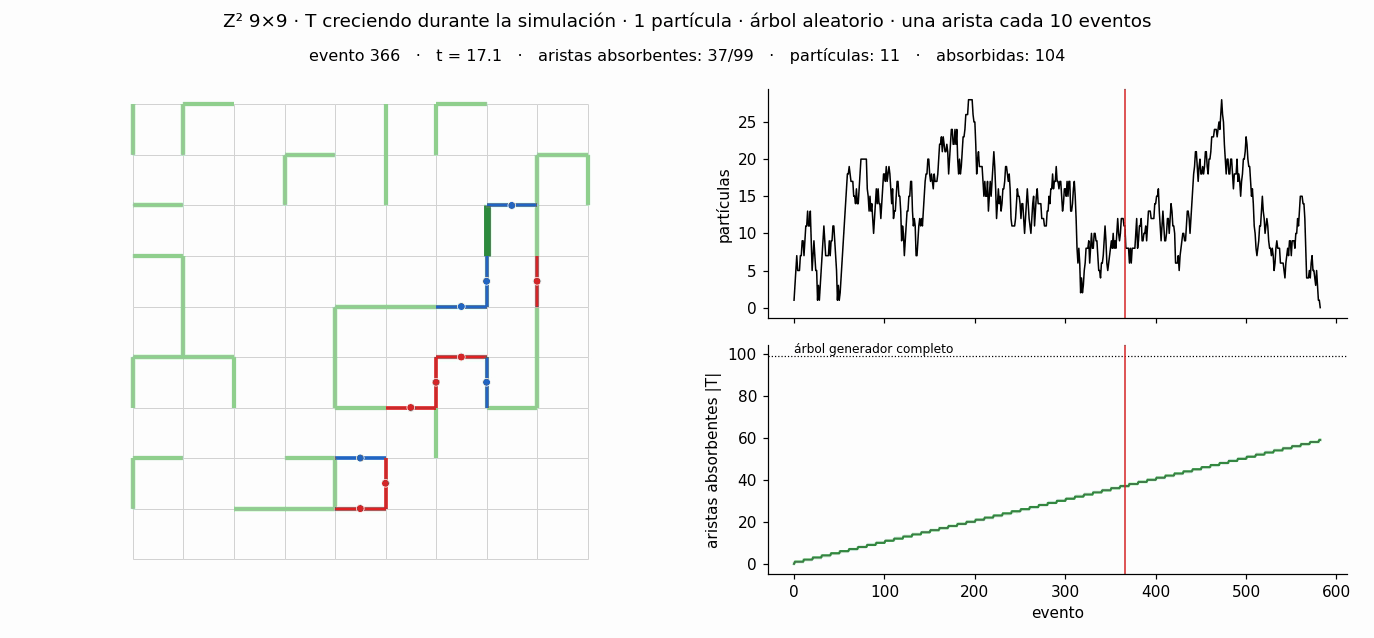 Z² 9×9 · T creciendo durante la simulación · 1 partícula · árbol aleatorio · una arista cada 10 eventos
evento 366 · t = 17.1 · aristas absorbentes: 37/99 · partículas: 11 · absorbidas: 104
partículas
25
20
15
10
5
0
aristas absorbentes |T|
árbol generador completo
100
80
60
40
20
0
0 100 200 300 400 500 600
evento